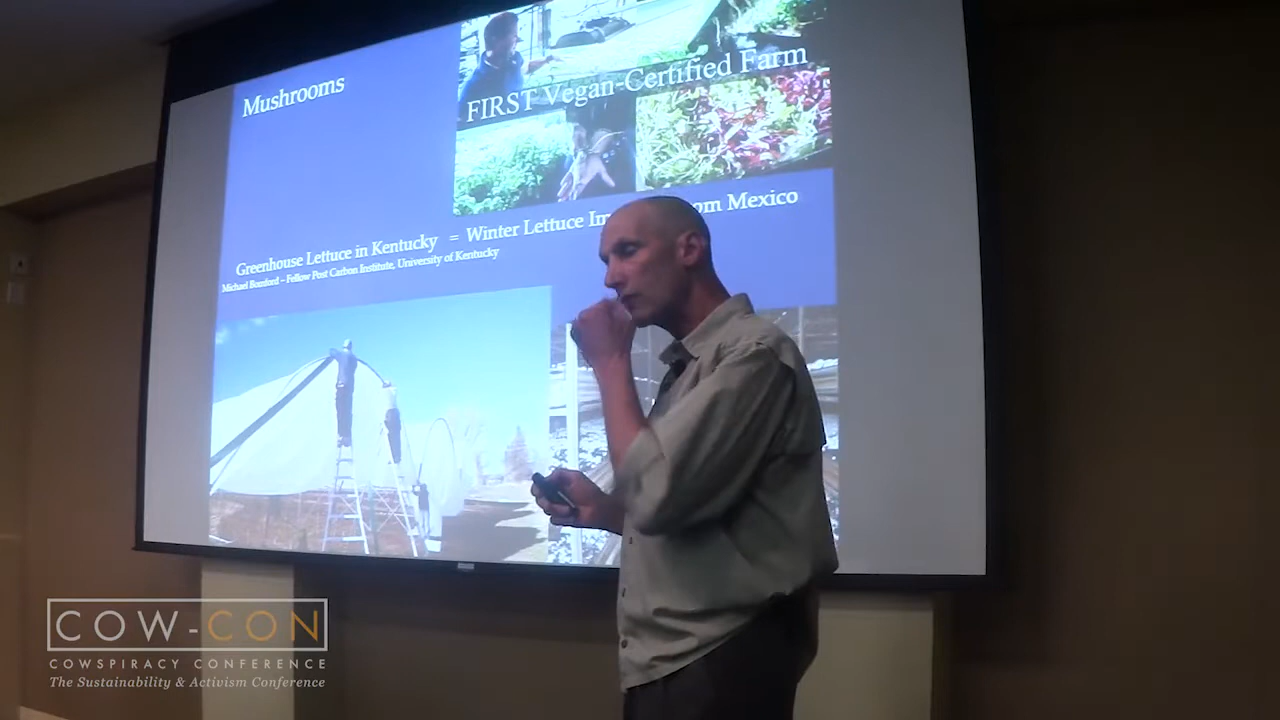 Mushrooms
FIRST Vegan-Certified Farm
Greenhouse Lettuce in Kentucky = Winter Lettuce Im om Mexico
Michael Bomford – Fellow Post Carbon Institute, University of Kentucky
COW-CON
COWSPIRACY CONFERENCE
The Sustainability & Activism Conference